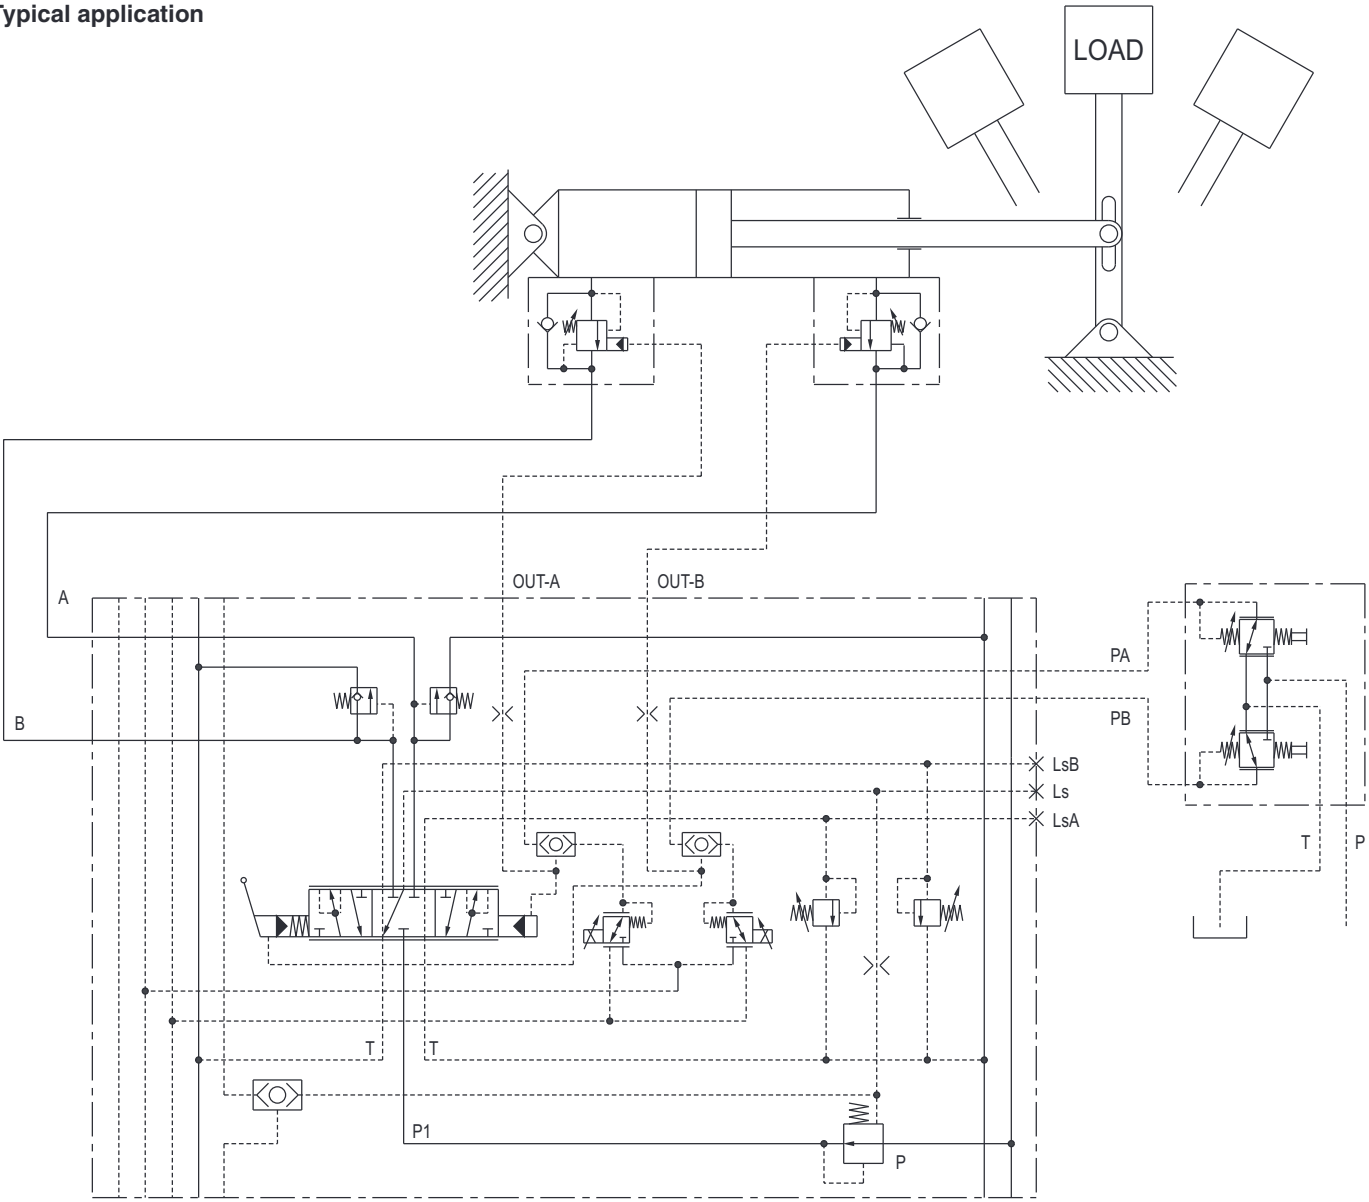 Typical application
LOAD
OUT-A
OUT-B
A
PA
B
PB
LsB
Ls
LsA
T
P
T
T
P1
P